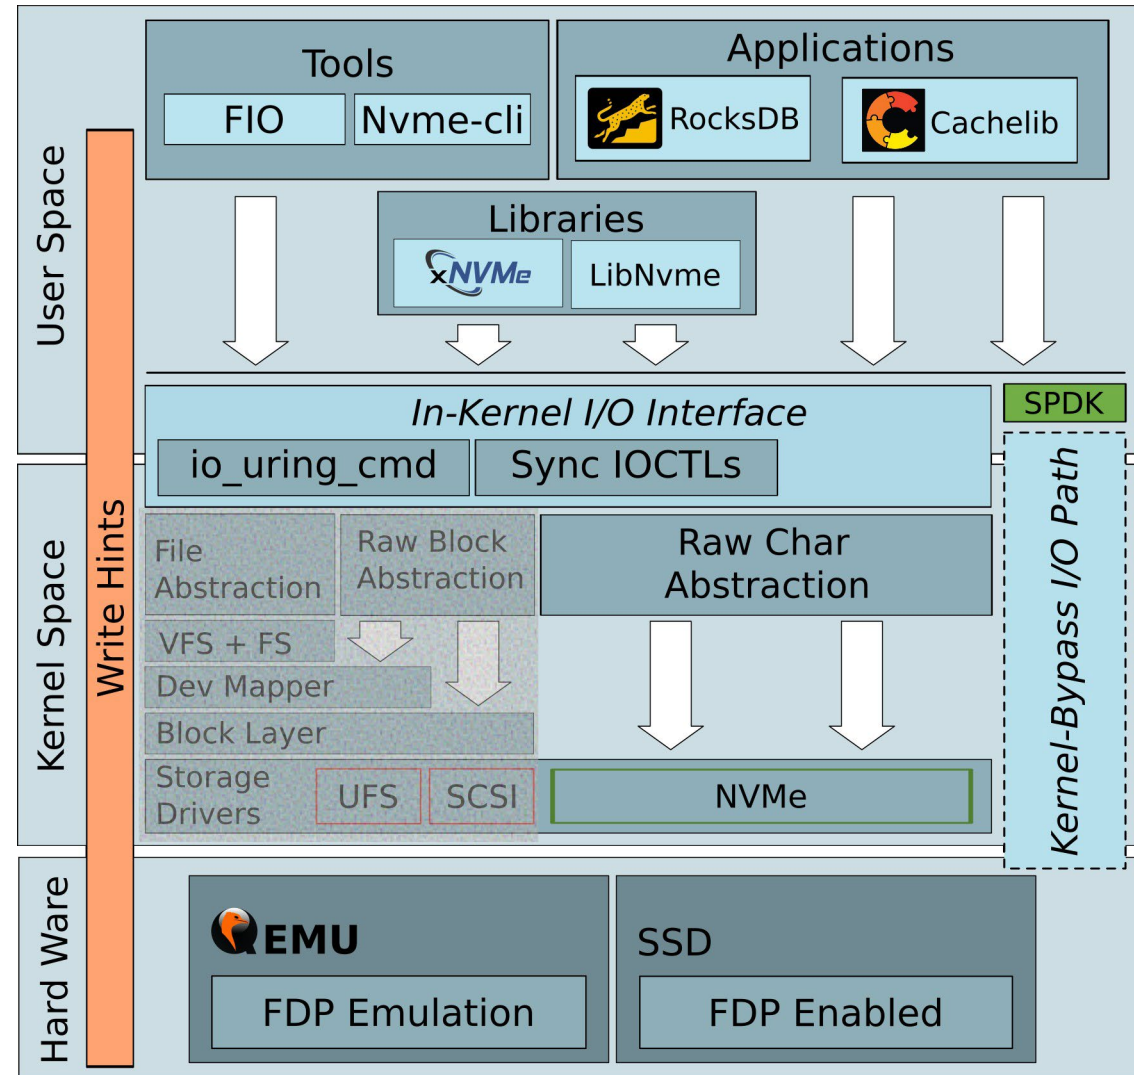 Tools
FIO
Nvme-cli
Applications
RocksDB
Cachelib
User Space
Libraries
xNVMe
LibNvme
In-Kernel I/O Interface
io_uring_cmd
Sync IOCTLs
SPDK
Kernel-Bypass I/O Path
Write Hints
Kernel Space
File
Abstraction
Raw Block
Abstraction
Raw Char
Abstraction
VFS + FS
Dev Mapper
Block Layer
Storage
Drivers
UFS
SCSI
NVMe
Hard Ware
QEMU
FDP Emulation
SSD
FDP Enabled